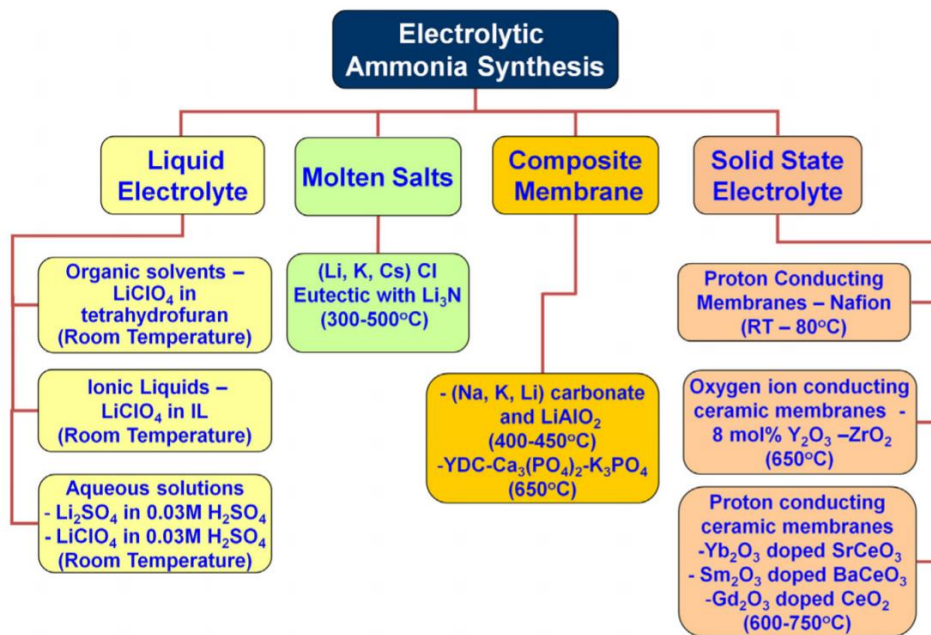 Electrolytic
Ammonia Synthesis
Liquid
Electrolyte
Organic solvents –
LiClO₄ in
tetrahydrofuran
(Room Temperature)
Ionic Liquids –
LiClO₄ in IL
(Room Temperature)
Aqueous solutions
- Li₂SO₄ in 0.03M H₂SO₄
- LiClO₄ in 0.03M H₂SO₄
(Room Temperature)
Molten Salts
(Li, K, Cs) Cl
Eutectic with Li₃N
(300-500°C)
Composite
Membrane
- (Na, K, Li) carbonate
and LiAlO₂
(400-450°C)
-YDC-Ca₃(PO₄)₂-K₃PO₄
(650°C)
Solid State
Electrolyte
Proton Conducting
Membranes – Nafion
(RT – 80°C)
Oxygen ion conducting
ceramic membranes -
8 mol% Y₂O₃ –ZrO₂
(650°C)
Proton conducting
ceramic membranes
-Yb₂O₃ doped SrCeO₃
- Sm₂O₃ doped BaCeO₃
-Gd₂O₃ doped CeO₂
(600-750°C)